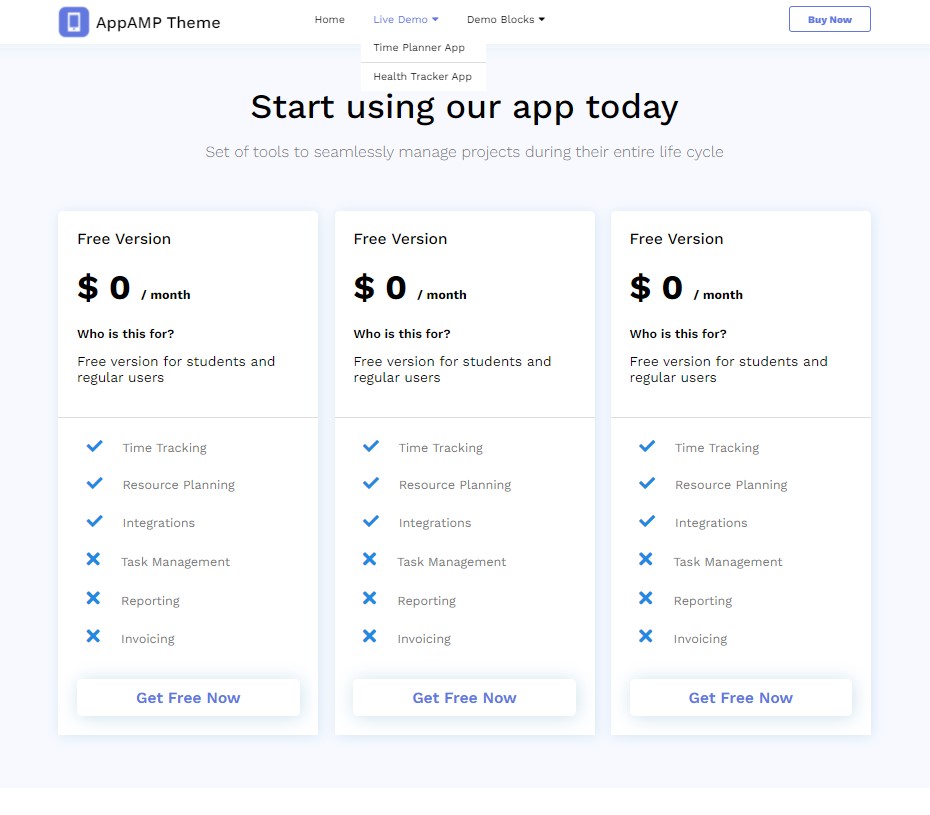 AppAMP Theme
Home
Live Demo
Demo Blocks
Buy Now
Time Planner App
Health Tracker App
Start using our app today
Set of tools to seamlessly manage projects during their entire life cycle
Free Version
$ 0 / month
Who is this for?
Free version for students and
regular users
Time Tracking
Resource Planning
Integrations
Task Management
Reporting
Invoicing
Get Free Now
Free Version
$ 0 / month
Who is this for?
Free version for students and
regular users
Time Tracking
Resource Planning
Integrations
Task Management
Reporting
Invoicing
Get Free Now
Free Version
$ 0 / month
Who is this for?
Free version for students and
regular users
Time Tracking
Resource Planning
Integrations
Task Management
Reporting
Invoicing
Get Free Now